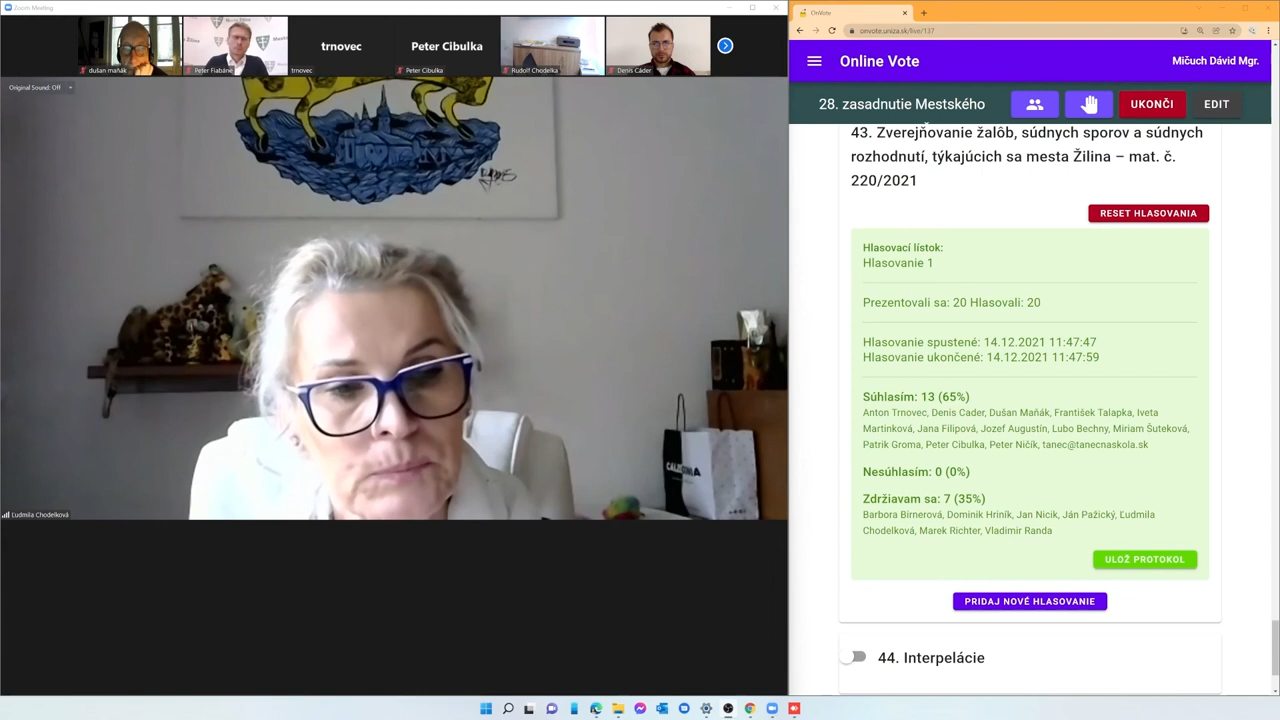 Zoom Meeting
trnovec
Peter Cibulka
dušan maňák
Peter Fiabáne
trnovec
Peter Cibulka
Rudolf Chodelka
Denis Cáder
Original Sound: Off
Ľudmila Chodelková
OnVote
onvote.uniza.sk/live/137
Online Vote
Mičuch Dávid Mgr.
28. zasadnutie Mestského
UKONČI
EDIT
43. Zverejňovanie žalôb, súdnych sporov a súdnych
rozhodnutí, týkajúcich sa mesta Žilina – mat. č.
220/2021
RESET HLASOVANIA
Hlasovací lístok:
Hlasovanie 1
Prezentovali sa: 20 Hlasovali: 20
Hlasovanie spustené: 14.12.2021 11:47:47
Hlasovanie ukončené: 14.12.2021 11:47:59
Súhlasím: 13 (65%)
Anton Trnovec, Denis Cader, Dušan Maňák, František Talapka, Iveta
Martinková, Jana Filipová, Jozef Augustín, Lubo Bechny, Miriam Šuteková,
Patrik Groma, Peter Cibulka, Peter Ničík, tanec@tanecnaskola.sk
Nesúhlasím: 0 (0%)
Zdržiavam sa: 7 (35%)
Barbora Birnerová, Dominik Hriník, Jan Nicik, Ján Pažický, Ľudmila
Chodelková, Marek Richter, Vladimir Randa
ULOŽ PROTOKOL
PRIDAJ NOVÉ HLASOVANIE
44. Interpelácie